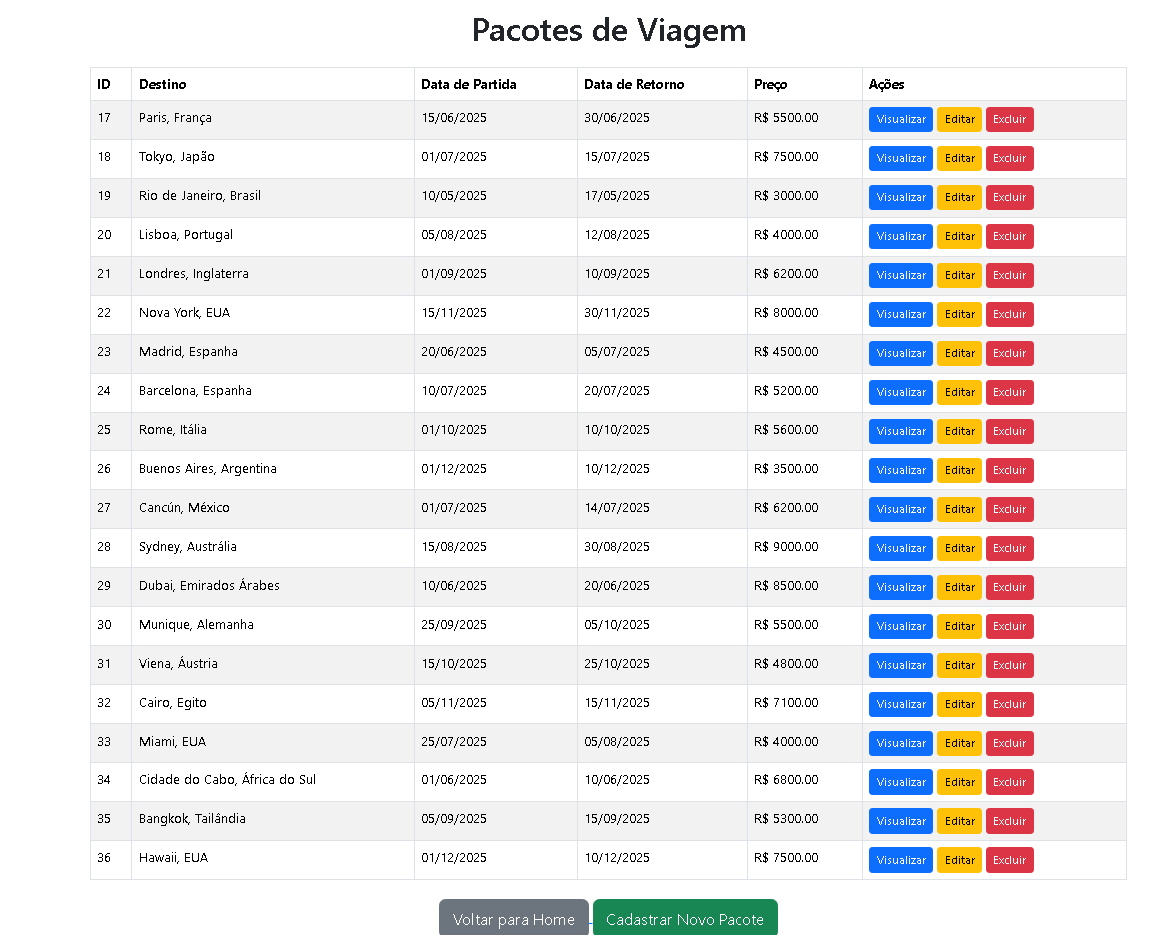 Pacotes de Viagem
ID Destino Data de Partida Data de Retorno Preço Ações
17 Paris, França 15/06/2025 30/06/2025 R$ 5500.00 Visualizar Editar Excluir
18 Tokyo, Japão 01/07/2025 15/07/2025 R$ 7500.00 Visualizar Editar Excluir
19 Rio de Janeiro, Brasil 10/05/2025 17/05/2025 R$ 3000.00 Visualizar Editar Excluir
20 Lisboa, Portugal 05/08/2025 12/08/2025 R$ 4000.00 Visualizar Editar Excluir
21 Londres, Inglaterra 01/09/2025 10/09/2025 R$ 6200.00 Visualizar Editar Excluir
22 Nova York, EUA 15/11/2025 30/11/2025 R$ 8000.00 Visualizar Editar Excluir
23 Madrid, Espanha 20/06/2025 05/07/2025 R$ 4500.00 Visualizar Editar Excluir
24 Barcelona, Espanha 10/07/2025 20/07/2025 R$ 5200.00 Visualizar Editar Excluir
25 Rome, Itália 01/10/2025 10/10/2025 R$ 5600.00 Visualizar Editar Excluir
26 Buenos Aires, Argentina 01/12/2025 10/12/2025 R$ 3500.00 Visualizar Editar Excluir
27 Cancún, México 01/07/2025 14/07/2025 R$ 6200.00 Visualizar Editar Excluir
28 Sydney, Austrália 15/08/2025 30/08/2025 R$ 9000.00 Visualizar Editar Excluir
29 Dubai, Emirados Árabes 10/06/2025 20/06/2025 R$ 8500.00 Visualizar Editar Excluir
30 Munique, Alemanha 25/09/2025 05/10/2025 R$ 5500.00 Visualizar Editar Excluir
31 Viena, Áustria 15/10/2025 25/10/2025 R$ 4800.00 Visualizar Editar Excluir
32 Cairo, Egito 05/11/2025 15/11/2025 R$ 7100.00 Visualizar Editar Excluir
33 Miami, EUA 25/07/2025 05/08/2025 R$ 4000.00 Visualizar Editar Excluir
34 Cidade do Cabo, África do Sul 01/06/2025 10/06/2025 R$ 6800.00 Visualizar Editar Excluir
35 Bangkok, Tailândia 05/09/2025 15/09/2025 R$ 5300.00 Visualizar Editar Excluir
36 Hawaii, EUA 01/12/2025 10/12/2025 R$ 7500.00 Visualizar Editar Excluir
Voltar para Home Cadastrar Novo Pacote